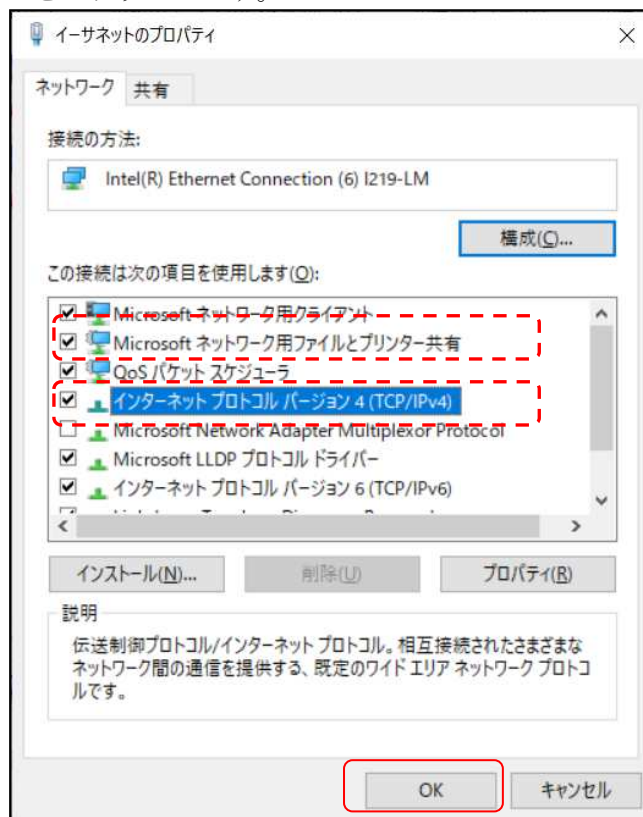 イーサネットのプロパティ
ネットワーク 共有
接続の方法:
Intel(R) Ethernet Connection (6) I219-LM
構成(C)...
この接続は次の項目を使用します(O):
Microsoft ネットワーク用クライアント
Microsoft ネットワーク用ファイルとプリンター共有
QoS パケット スケジューラ
インターネット プロトコル バージョン 4 (TCP/IPv4)
Microsoft Network Adapter Multiplexor Protocol
Microsoft LLDP プロトコル ドライバー
インターネット プロトコル バージョン 6 (TCP/IPv6)
インストール(N)... 削除(U) プロパティ(R)
説明
伝送制御プロトコル/インターネット プロトコル。相互接続されたさまざまな
ネットワーク間の通信を提供する、既定のワイド エリア ネットワーク プロトコ
ルです。
OK キャンセル